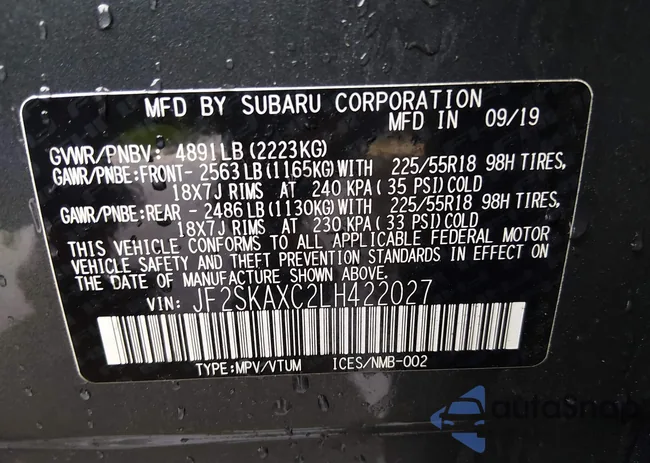 MFD BY SUBARU CORPORATION
MFD IN 09/19
GVWR/PNBV: 4891LB (2223KG)
GAWR/PNBE:FRONT- 2563LB (1165KG)WITH 225/55R18 98H TIRES,
18X7J RIMS AT 240 KPA (35 PSI)COLD
GAWR/PNBE:REAR - 2486LB (1130KG)WITH 225/55R18 98H TIRES,
18X7J RIMS AT 230 KPA (33 PSI)COLD
THIS VEHICLE CONFORMS TO ALL APPLICABLE FEDERAL MOTOR
VEHICLE SAFETY AND THEFT PREVENTION STANDARDS IN EFFECT ON
THE DATE OF MANUFACTURE SHOWN ABOVE.
VIN: JF2SKAXC2LH422027
TYPE:MPV/VTUM ICES/NMB-002
autoSnap